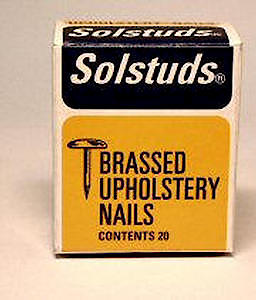 Solstuds®
BRASSED
UPHOLSTERY
NAILS
CONTENTS 20